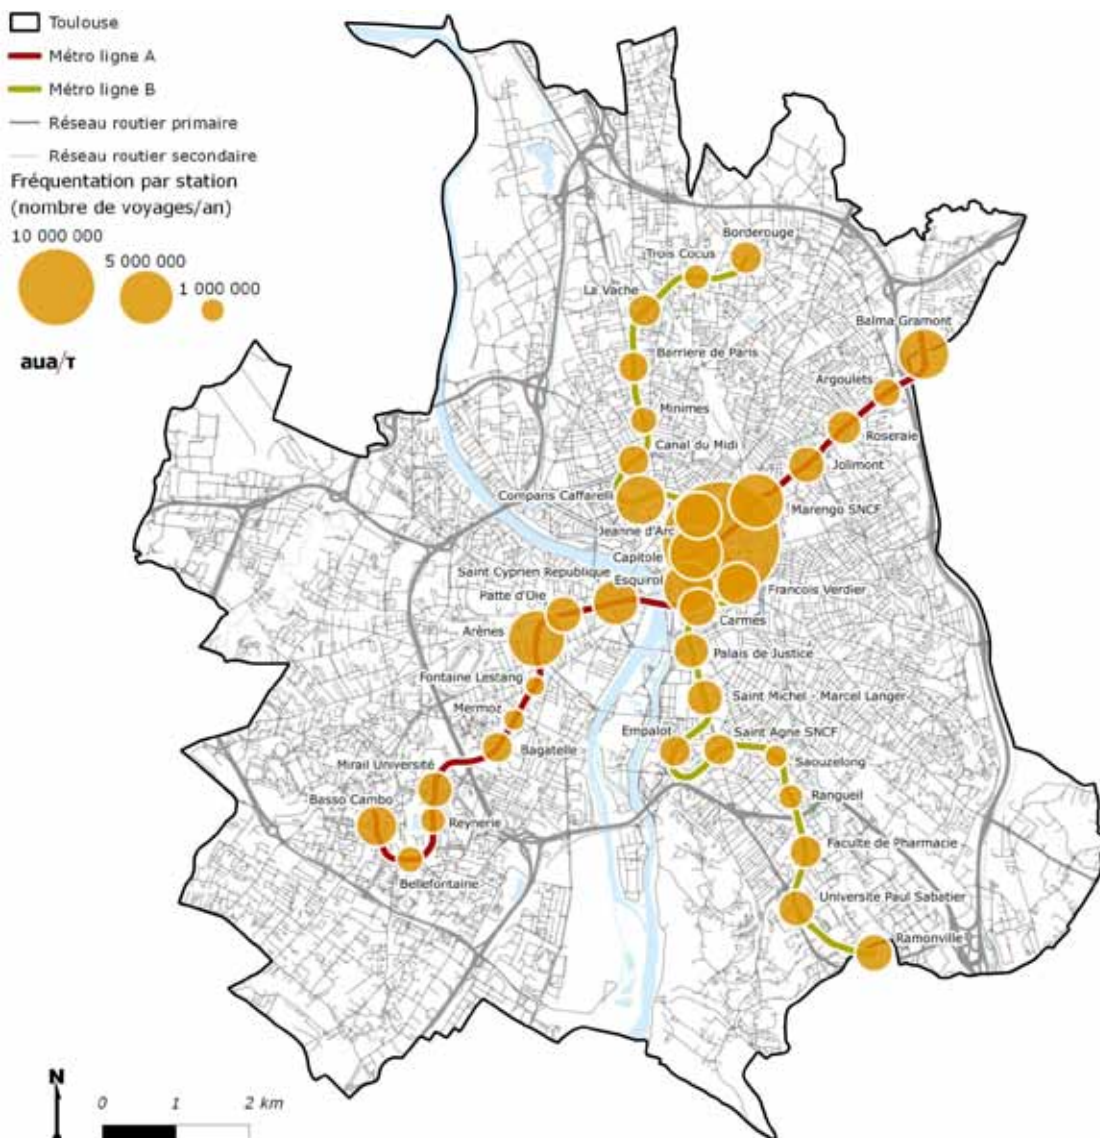 Toulouse
Métro ligne A
Métro ligne B
Réseau routier primaire
Réseau routier secondaire
Fréquentation par station
(nombre de voyages/an)
10 000 000
5 000 000
1 000 000
aua/T
Borderouge
Trois Cocus
La Vache
Balma Gramont
Barrière de Paris
Argoulets
Minimes
Roseraie
Canal du Midi
Jolimont
Compans Caffarelli
Marengo SNCF
Jeanne d'Arc
Capitole
Saint Cyprien Republique
Esquirol
Francois Verdier
Patte d'Oie
Carmes
Arènes
Palais de Justice
Fontaine Lestang
Saint Michel - Marcel Langer
Mermoz
Empalot
Saint Agne SNCF
Bagatelle
Saouzelong
Mirail Université
Rangueil
Basso Cambo
Reynerie
Faculte de Pharmacie
Bellefontaine
Universite Paul Sabatier
Ramonville
N
0 1 2 km